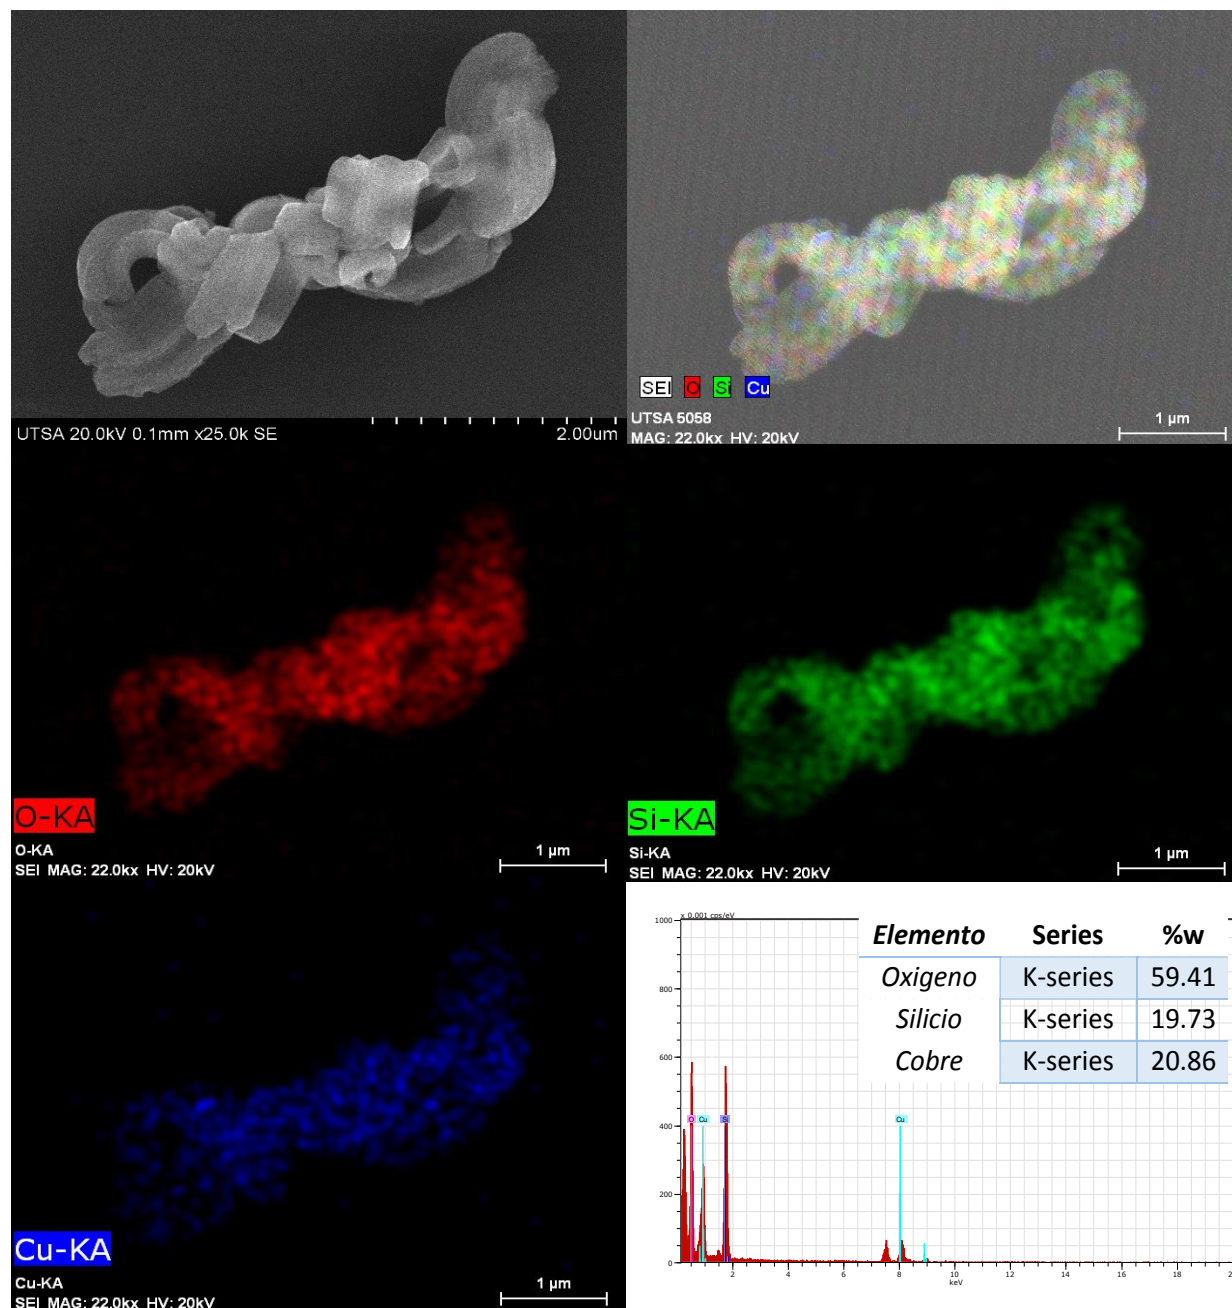 UTSA 20.0kV 0.1mm x25.0k SE
2.00um
SEI O Si Cu
UTSA 5058
MAG: 22.0kx HV: 20kV
1 µm
O-KA
O-KA
SEI MAG: 22.0kx HV: 20kV
1 µm
Si-KA
Si-KA
SEI MAG: 22.0kx HV: 20kV
1 µm
Cu-KA
Cu-KA
SEI MAG: 22.0kx HV: 20kV
1 µm
x 0.001 cps/eV
1000
800
600
400
200
0
O Cu Si Cu
2 4 6 8 10 12 14 16 18
keV
Elemento Series %w
Oxigeno K-series 59.41
Silicio K-series 19.73
Cobre K-series 20.86